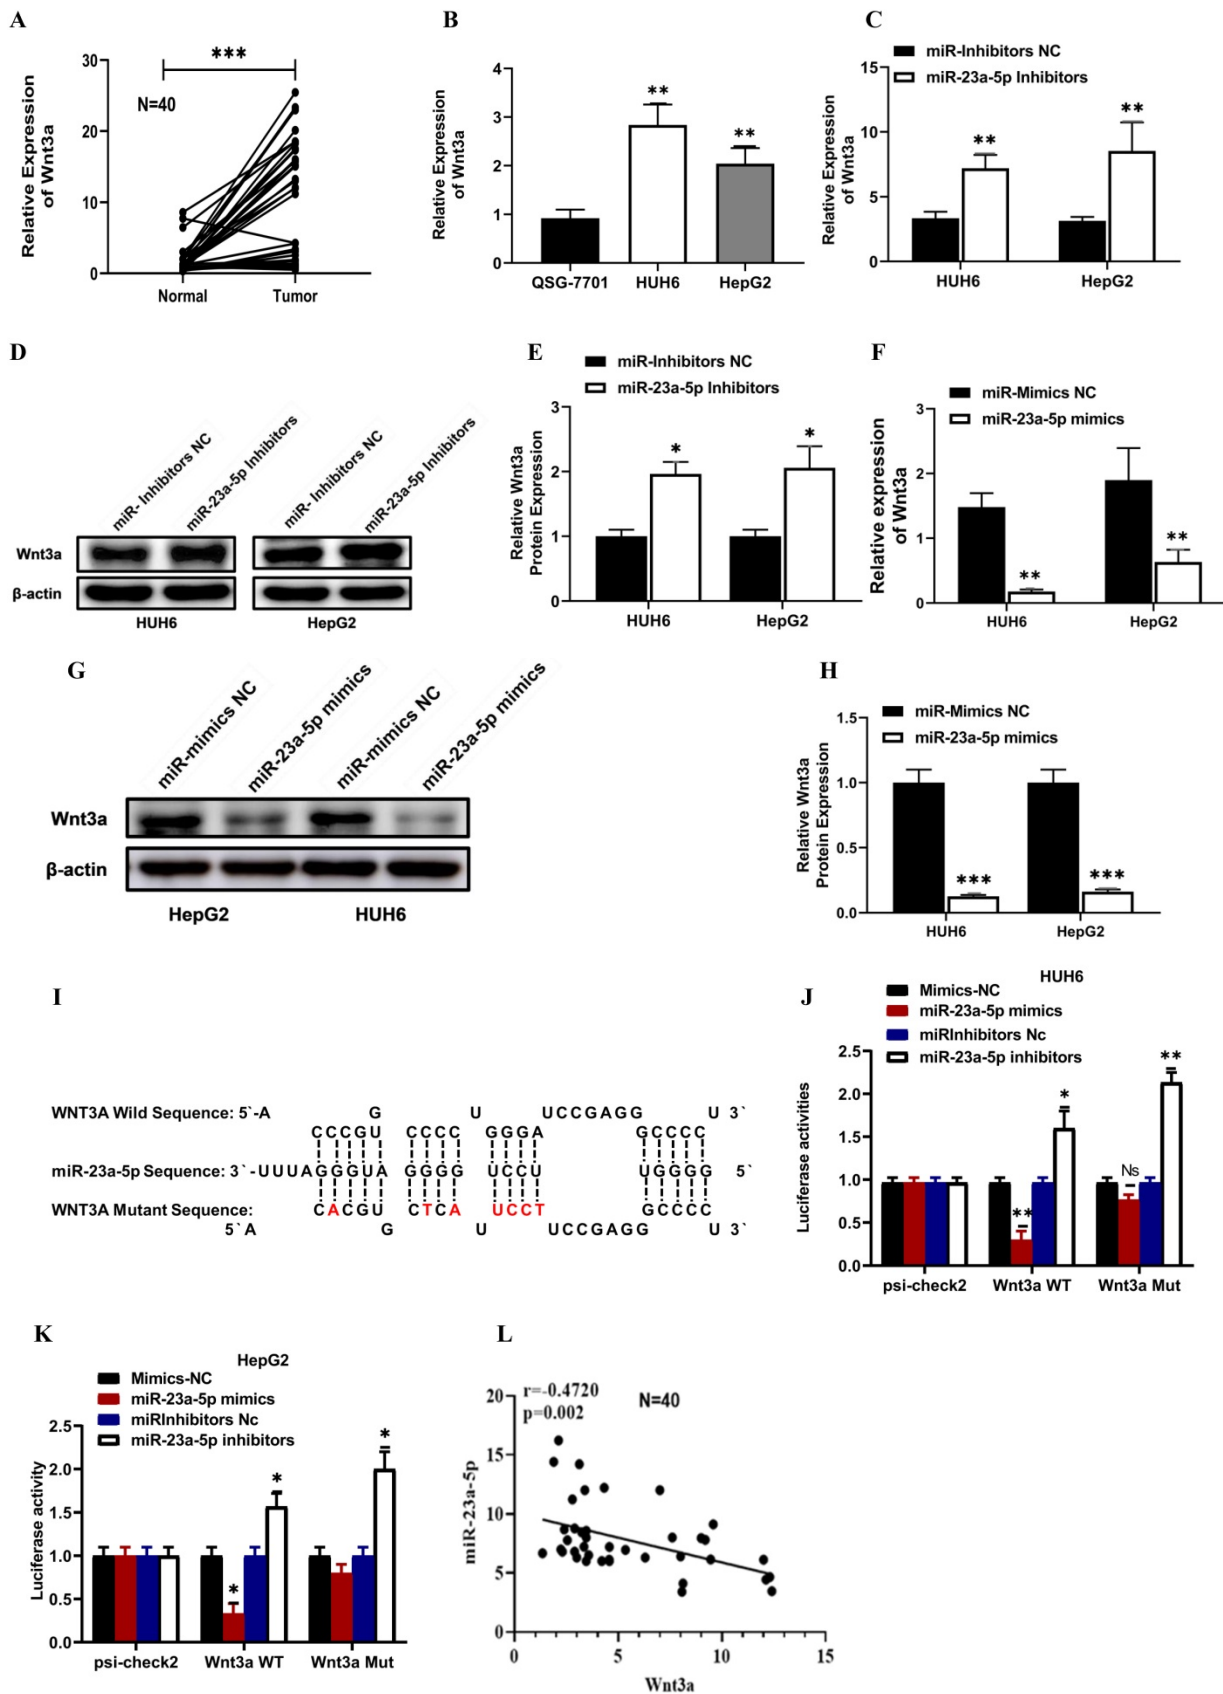 A
Relative Expression
of Wnt3a
30
20
10
0
***
N=40
Normal Tumor
B
Relative Expression
of Wnt3a
4
3
2
1
0
**
**
QSG-7701 HUH6 HepG2
C
miR-Inhibitors NC
miR-23a-5p Inhibitors
Relative Expression
of Wnt3a
15
10
5
0
**
**
HUH6 HepG2
D
miR- Inhibitors NC
miR-23a-5p Inhibitors
miR- Inhibitors NC
miR-23a-5p Inhibitors
Wnt3a
β-actin
HUH6 HepG2
E
miR-Inhibitors NC
miR-23a-5p Inhibitors
Relative Wnt3a
Protein Expression
3
2
1
0
*
*
HUH6 HepG2
F
miR-Mimics NC
miR-23a-5p mimics
Relative expression
of Wnt3a
3
2
1
0
**
**
HUH6 HepG2
G
miR-mimics NC
miR-23a-5p mimics
miR-mimics NC
miR-23a-5p mimics
Wnt3a
β-actin
HepG2 HUH6
H
miR-Mimics NC
miR-23a-5p mimics
Relative Wnt3a
Protein Expression
1.5
1.0
0.5
0.0
***
***
HUH6 HepG2
I
WNT3A Wild Sequence: 5`-A G U UCCGAGG U 3`
CCCGU CCCC GGGA GCCCC
miR-23a-5p Sequence: 3`-UUUAGGGUA GGGG UCCU UGGGG 5`
WNT3A Mutant Sequence: CACGU CTCA UCCT GCCCC
5`A G U UCCGAGG U 3`
J
HUH6
Mimics-NC
miR-23a-5p mimics
miRInhibitors Nc
miR-23a-5p inhibitors
Luciferase activities
2.5
2.0
1.5
1.0
0.5
0.0
**
*
Ns
**
psi-check2 Wnt3a WT Wnt3a Mut
K
HepG2
Mimics-NC
miR-23a-5p mimics
miRInhibitors Nc
miR-23a-5p inhibitors
Luciferase activity
2.5
2.0
1.5
1.0
0.5
0.0
*
*
*
psi-check2 Wnt3a WT Wnt3a Mut
L
r=-0.4720
p=0.002
N=40
miR-23a-5p
20
15
10
5
0
0 5 10 15
Wnt3a